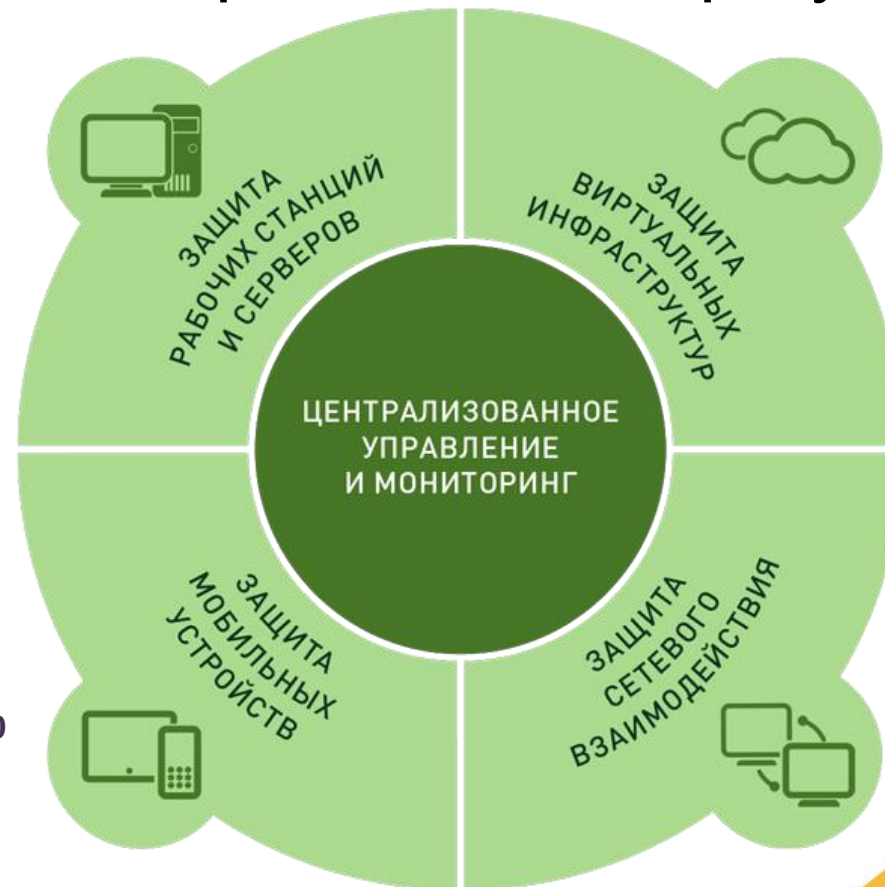 ЗАЩИТА
РАБОЧИХ СТАНЦИЙ
И СЕРВЕРОВ
ЗАЩИТА
ВИРТУАЛЬНЫХ
ИНФРАСТРУКТУР
ЦЕНТРАЛИЗОВАННОЕ
УПРАВЛЕНИЕ
И МОНИТОРИНГ
ЗАЩИТА
МОБИЛЬНЫХ
УСТРОЙСТВ
ЗАЩИТА
СЕТЕВОГО
ВЗАИМОДЕЙСТВИЯ